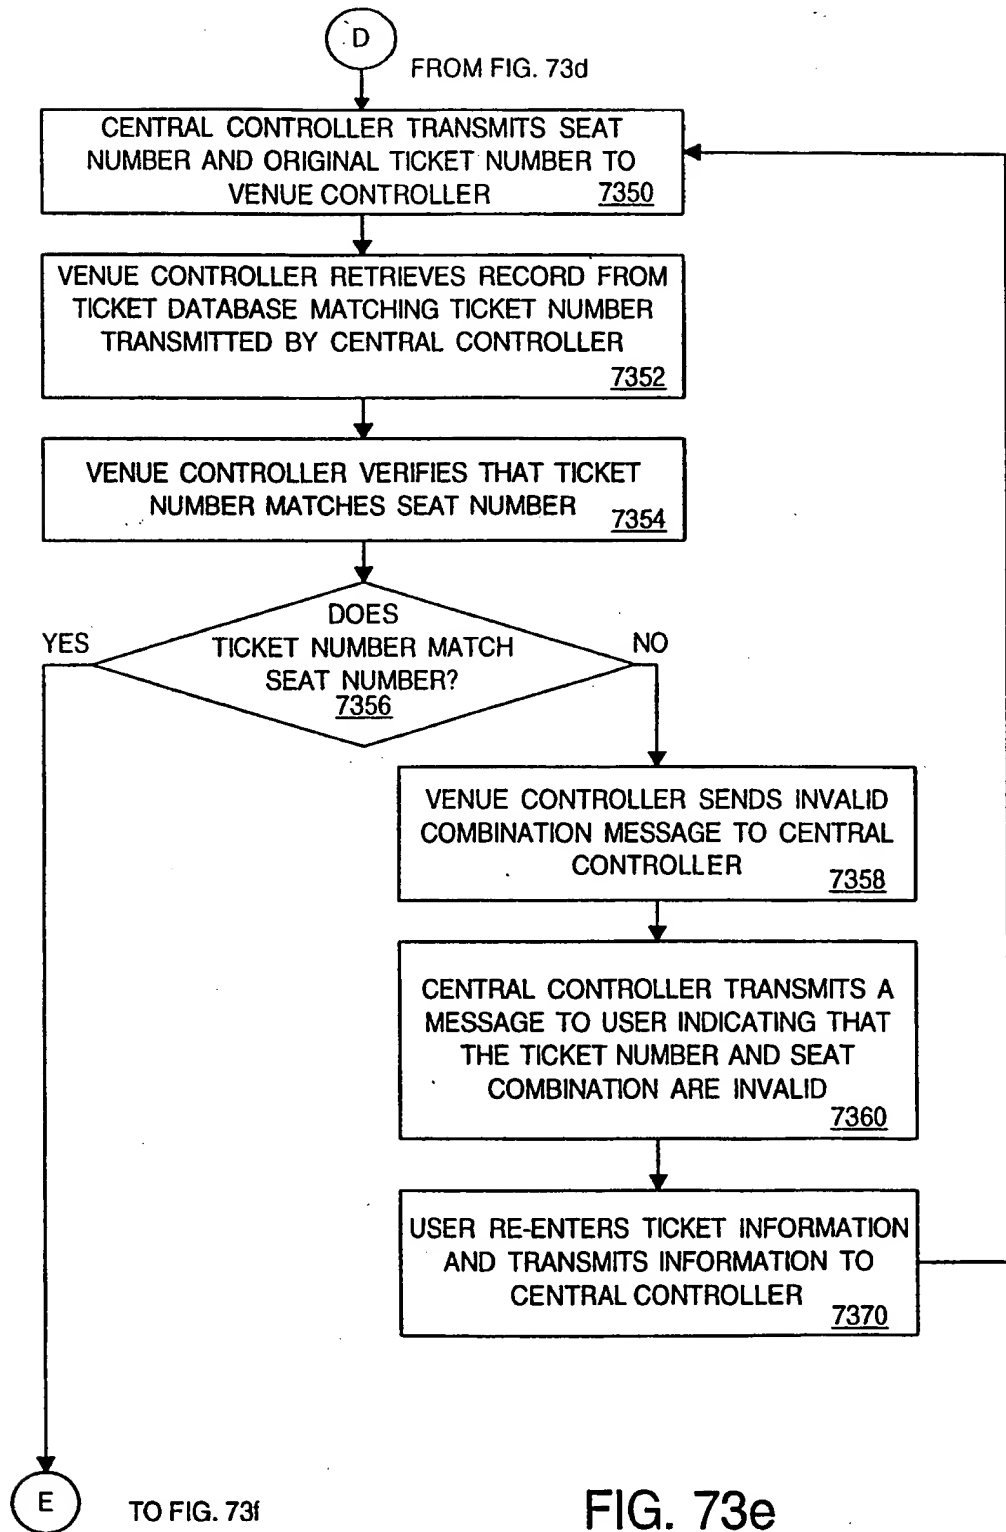 D
FROM FIG. 73d
CENTRAL CONTROLLER TRANSMITS SEAT
NUMBER AND ORIGINAL TICKET NUMBER TO
VENUE CONTROLLER 7350
VENUE CONTROLLER RETRIEVES RECORD FROM
TICKET DATABASE MATCHING TICKET NUMBER
TRANSMITTED BY CENTRAL CONTROLLER
7352
VENUE CONTROLLER VERIFIES THAT TICKET
NUMBER MATCHES SEAT NUMBER
7354
DOES
TICKET NUMBER MATCH
SEAT NUMBER?
7356
YES
NO
VENUE CONTROLLER SENDS INVALID
COMBINATION MESSAGE TO CENTRAL
CONTROLLER
7358
CENTRAL CONTROLLER TRANSMITS A
MESSAGE TO USER INDICATING THAT
THE TICKET NUMBER AND SEAT
COMBINATION ARE INVALID
7360
USER RE-ENTERS TICKET INFORMATION
AND TRANSMITS INFORMATION TO
CENTRAL CONTROLLER
7370
E
TO FIG. 73f
FIG. 73e